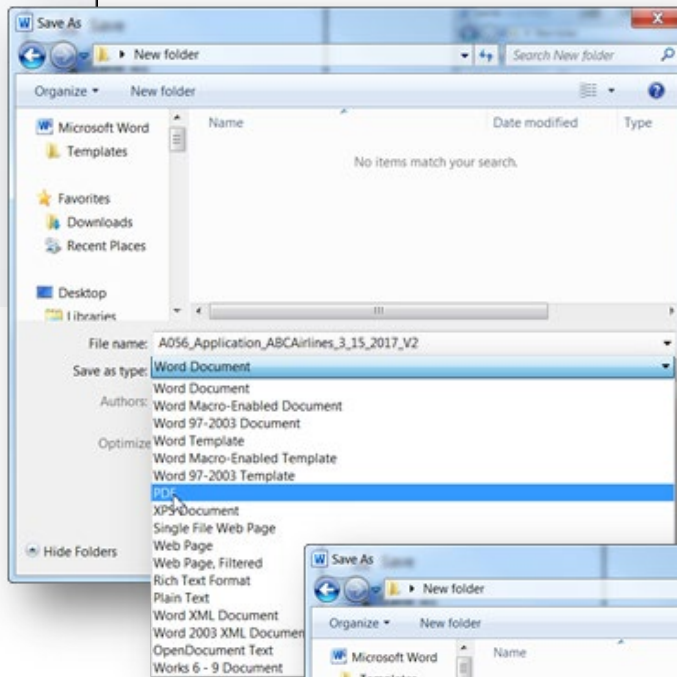 Save As
New folder
Search New folder
Organize
New folder
Microsoft Word
Templates
Favorites
Downloads
Recent Places
Desktop
Libraries
Name
Date modified
Type
No items match your search.
File name: A056_Application_ABCAirlines_3_15_2017_V2
Save as type: Word Document
Authors:
Optimize
Word Document
Word Macro-Enabled Document
Word 97-2003 Document
Word Template
Word Macro-Enabled Template
Word 97-2003 Template
PDF
XPS Document
Single File Web Page
Web Page
Web Page, Filtered
Rich Text Format
Plain Text
Word XML Document
Word 2003 XML Documen
OpenDocument Text
Works 6 - 9 Document
Hide Folders
Save As
New folder
Organize
New folder
Microsoft Word
Name